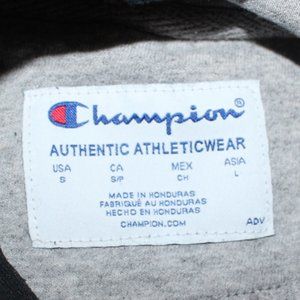 Champion®
AUTHENTIC ATHLETICWEAR
USA CA MEX ASIA
S S/P CH L
MADE IN HONDURAS
FABRIQUÉ AU HONDURAS
HECHO EN HONDURAS
CHAMPION.COM
ADV